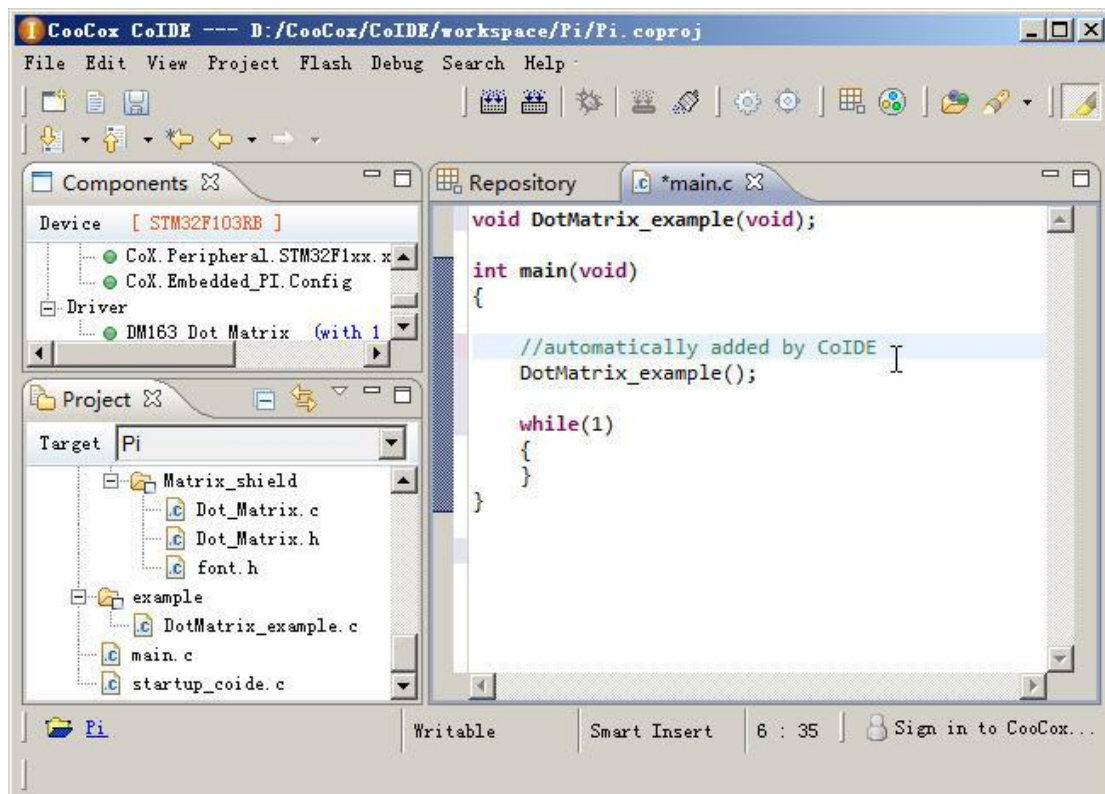 CooCox CoIDE --- D:/CooCox/CoIDE/workspace/Pi/Pi.coproj
File Edit View Project Flash Debug Search Help
Components
Device [ STM32F103RB ]
CoX.Peripheral.STM32F1xx.x
CoX.Embedded_PI.Config
Driver
DM163 Dot Matrix (with 1
Project
Target Pi
Matrix_shield
Dot_Matrix.c
Dot_Matrix.h
font.h
example
DotMatrix_example.c
main.c
startup_coide.c
Repository *main.c
void DotMatrix_example(void);
int main(void)
{
//automatically added by CoIDE
DotMatrix_example();
while(1)
{
}
}
Pi Writable Smart Insert 6 : 35 Sign in to CooCox...